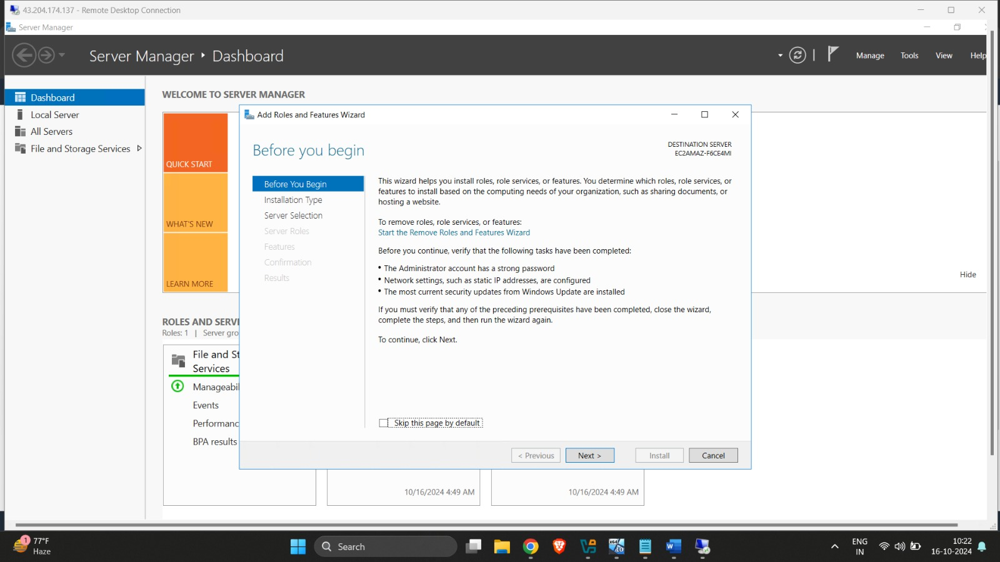 43.204.174.137 - Remote Desktop Connection
Server Manager
Server Manager ‣ Dashboard
Manage Tools View Help
Dashboard
Local Server
All Servers
File and Storage Services
WELCOME TO SERVER MANAGER
QUICK START
WHAT'S NEW
LEARN MORE
Hide
ROLES AND SERV
Roles: 1 | Server gro
File and St
Services
Manageabil
Events
Performanc
BPA results
10/16/2024 4:49 AM
10/16/2024 4:49 AM
Add Roles and Features Wizard
Before you begin
DESTINATION SERVER
EC2AMAZ-F6CE4MI
Before You Begin
Installation Type
Server Selection
Server Roles
Features
Confirmation
Results
This wizard helps you install roles, role services, or features. You determine which roles, role services, or
features to install based on the computing needs of your organization, such as sharing documents, or
hosting a website.
To remove roles, role services, or features:
Start the Remove Roles and Features Wizard
Before you continue, verify that the following tasks have been completed:
• The Administrator account has a strong password
• Network settings, such as static IP addresses, are configured
• The most current security updates from Windows Update are installed
If you must verify that any of the preceding prerequisites have been completed, close the wizard,
complete the steps, and then run the wizard again.
To continue, click Next.
Skip this page by default
< Previous Next > Install Cancel
1
77°F
Haze
Search
X64
10
W
ENG
IN
10:22
16-10-2024